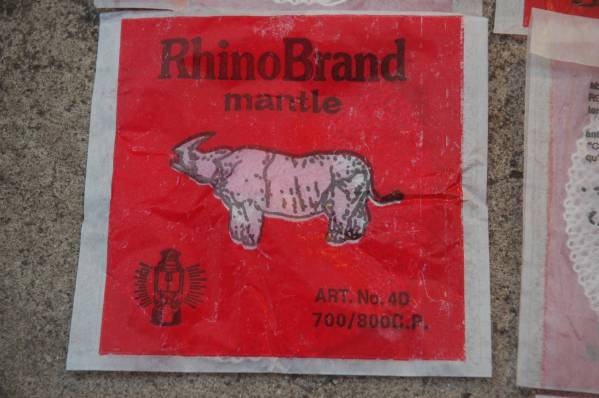 RhinoBrand
mantle
ART. No. 4D
700/800C.P.